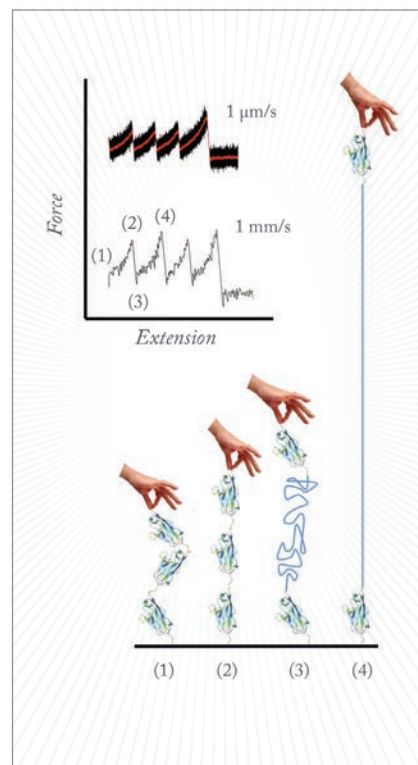 1 μm/s
(2) (4)
1 mm/s
(1)
(3)
Force
Extension
(1) (2) (3) (4)